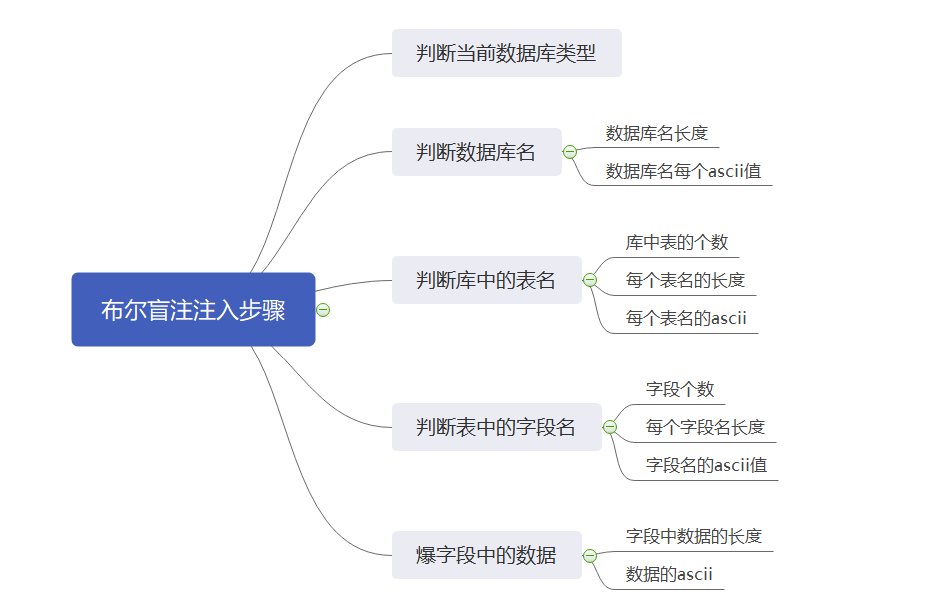 判断当前数据库类型
判断数据库名
数据库名长度
数据库名每个ascii值
判断库中的表名
库中表的个数
每个表名的长度
每个表名的ascii
布尔盲注注入步骤
判断表中的字段名
字段个数
每个字段名长度
字段名的ascii值
爆字段中的数据
字段中数据的长度
数据的ascii